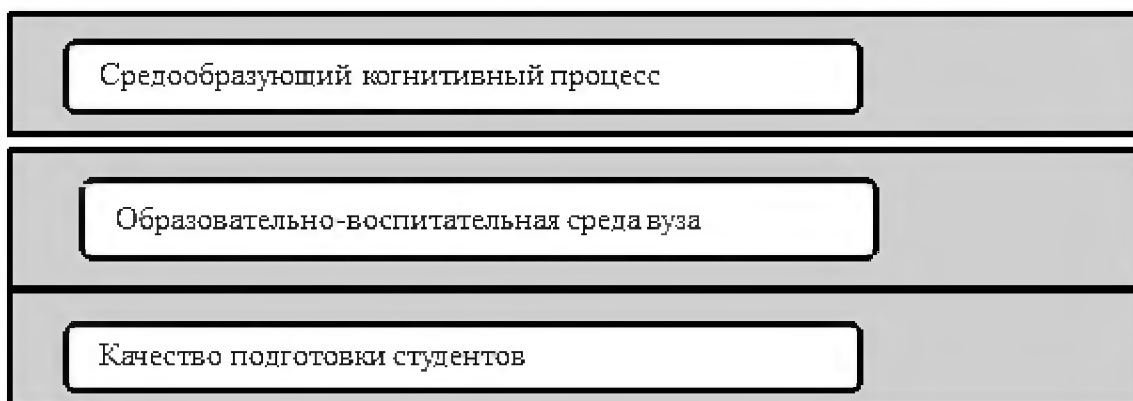 Средообразующий когнитивный процесс
Образовательно-воспитательная среда вуза
Качество подготовки студентов